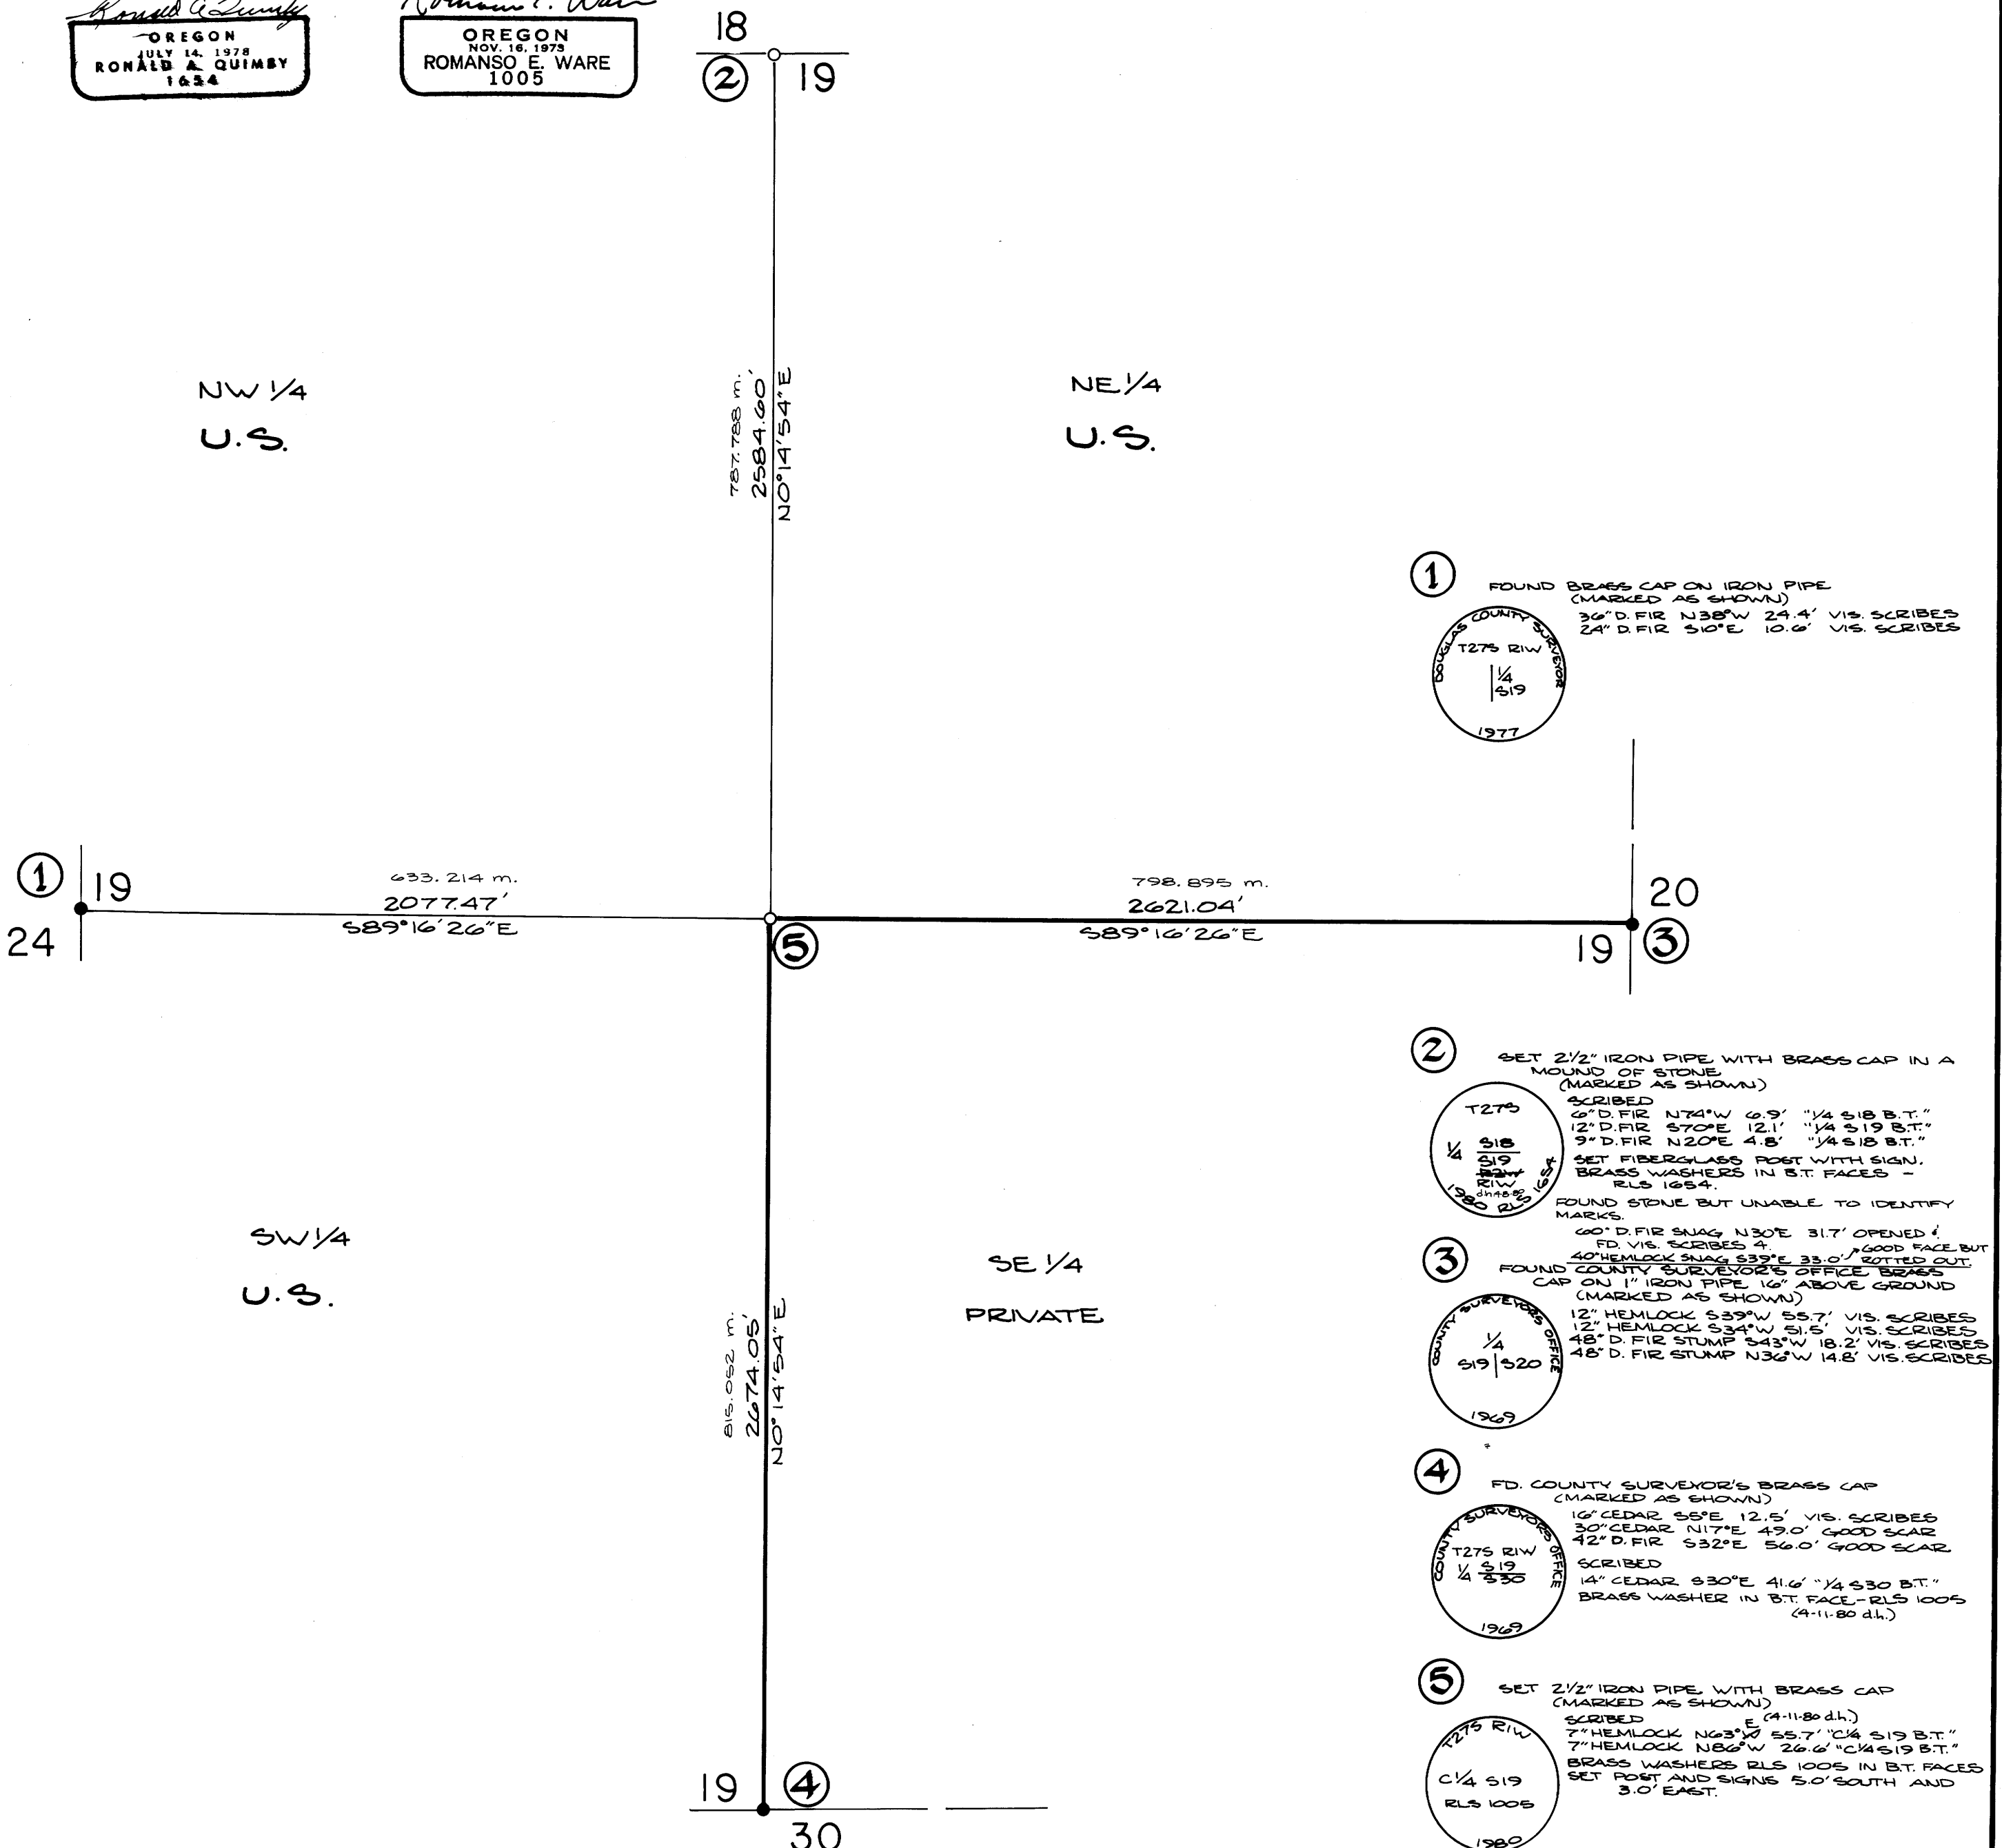 Ronald A Quimby
OREGON
JULY 14, 1978
RONALD A. QUIMBY
1654
Romanso E. Ware
OREGON
NOV. 16, 1973
ROMANSO E. WARE
1005
18
2 19
NW 1/4
U.S.
787.788 m.
2584.60'
N0°14'54"E
NE 1/4
U.S.
1 19
24
633.214 m.
2077.47'
S89°16'26"E
5
798.895 m.
2621.04'
S89°16'26"E
20
19 3
SW 1/4
U.S.
815.052 m.
2674.05'
N0°14'54"E
SE 1/4
PRIVATE
19 4
30
1
FOUND BRASS CAP ON IRON PIPE
(MARKED AS SHOWN)
36" D. FIR N38°W 24.4' VIS. SCRIBES
24" D. FIR S10°E 10.6' VIS. SCRIBES
DOUGLAS COUNTY SURVEYOR
T27S R1W
1/4
S19
1977
2
SET 2 1/2" IRON PIPE WITH BRASS CAP IN A
MOUND OF STONE
(MARKED AS SHOWN)
SCRIBED
6" D. FIR N74°W 6.9' "1/4 S18 B.T."
12" D. FIR S70°E 12.1' "1/4 S19 B.T."
9" D. FIR N20°E 4.8' "1/4 S18 B.T."
SET FIBERGLASS POST WITH SIGN.
BRASS WASHERS IN B.T. FACES -
RLS 1654.
T27S
1/4 S18
S19
R2W
R1W
1980 RLS 1654
FOUND STONE BUT UNABLE TO IDENTIFY
MARKS.
60" D. FIR SNAG N30°E 31.7' OPENED &
FD. VIS. SCRIBES 4.
40" HEMLOCK SNAG S39°E 33.0' GOOD FACE BUT
ROTTED OUT.
3
FOUND COUNTY SURVEYOR'S OFFICE BRASS
CAP ON 1" IRON PIPE 16" ABOVE GROUND
(MARKED AS SHOWN)
12" HEMLOCK S39°W 55.7' VIS. SCRIBES
12" HEMLOCK S34°W 51.5' VIS. SCRIBES
48" D. FIR STUMP S43°W 18.2' VIS. SCRIBES
48" D. FIR STUMP N36°W 14.8' VIS. SCRIBES
COUNTY SURVEYORS OFFICE
1/4
S19 S20
1969
4
FD. COUNTY SURVEYOR'S BRASS CAP
(MARKED AS SHOWN)
16" CEDAR S5°E 12.5' VIS. SCRIBES
30" CEDAR N17°E 49.0' GOOD SCAR
42" D. FIR S32°E 56.0' GOOD SCAR
SCRIBED
14" CEDAR S30°E 41.6' "1/4 S30 B.T."
BRASS WASHER IN B.T. FACE - RLS 1005
(4-11-80 d.h.)
COUNTY SURVEYORS OFFICE
T27S R1W
1/4 S19
S30
1969
5
SET 2 1/2" IRON PIPE WITH BRASS CAP
(MARKED AS SHOWN)
SCRIBED E (4-11-80 d.h.)
7" HEMLOCK N63°W 55.7' "C 1/4 S19 B.T."
7" HEMLOCK N86°W 26.6' "C 1/4 S19 B.T."
BRASS WASHERS RLS 1005 IN B.T. FACES
SET POST AND SIGNS 5.0' SOUTH AND
3.0' EAST.
T27S R1W
C 1/4 S19
RLS 1005
1980